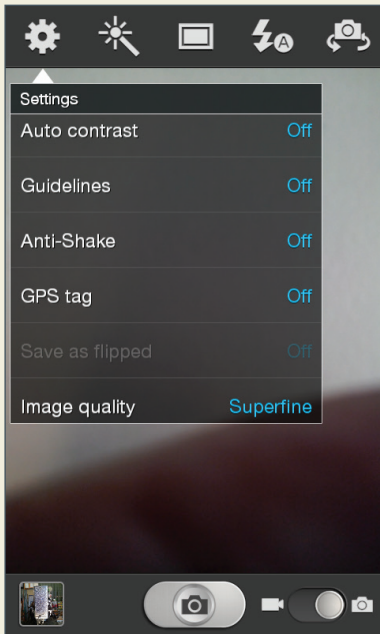 A
Settings
Auto contrast Off
Guidelines Off
Anti-Shake Off
GPS tag Off
Save as flipped Off
Image quality Superfine